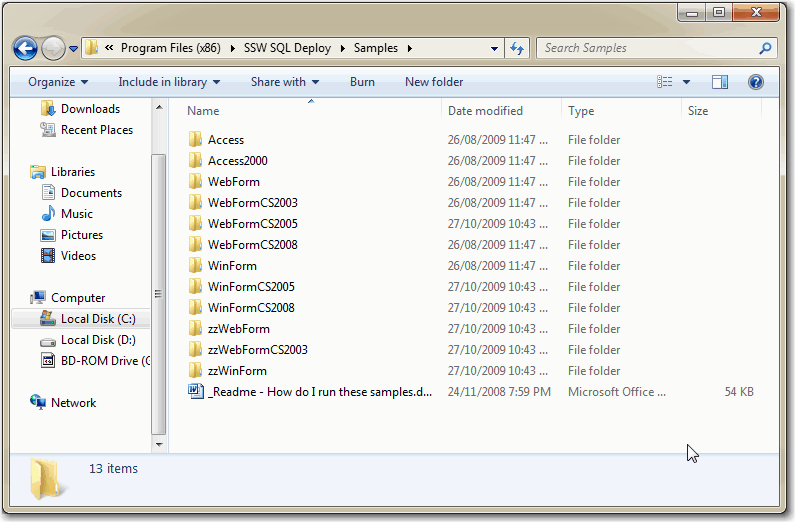 Program Files (x86) SSW SQL Deploy Samples
Search Samples
Organize Include in library Share with Burn New folder
Downloads
Recent Places
Libraries
Documents
Music
Pictures
Videos
Computer
Local Disk (C:)
Local Disk (D:)
BD-ROM Drive (G
Network
Name Date modified Type Size
Access 26/08/2009 11:47 ... File folder
Access2000 26/08/2009 11:47 ... File folder
WebForm 26/08/2009 11:47 ... File folder
WebFormCS2003 26/08/2009 11:47 ... File folder
WebFormCS2005 27/10/2009 10:43 ... File folder
WebFormCS2008 26/08/2009 11:47 ... File folder
WinForm 26/08/2009 11:47 ... File folder
WinFormCS2005 27/10/2009 10:43 ... File folder
WinFormCS2008 27/10/2009 10:43 ... File folder
zzWebForm 27/10/2009 10:43 ... File folder
zzWebFormCS2003 27/10/2009 10:43 ... File folder
zzWinForm 27/10/2009 10:43 ... File folder
_Readme - How do I run these samples.d... 24/11/2008 7:59 PM Microsoft Office ... 54 KB
13 items